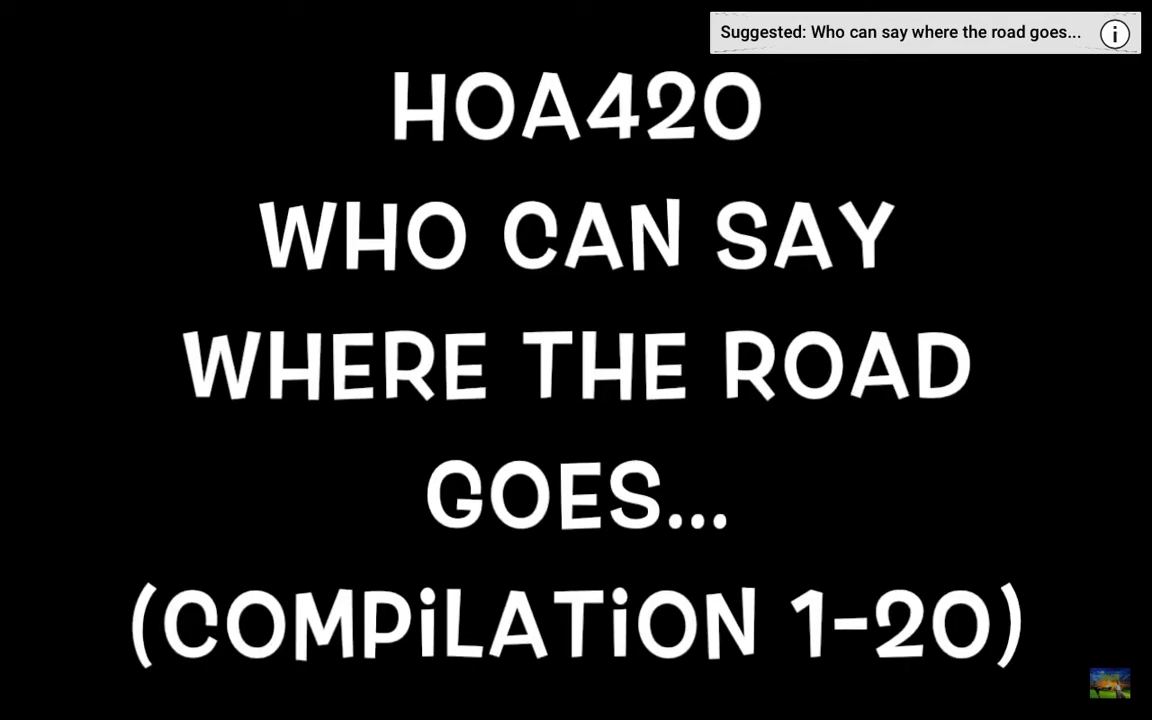 Suggested: Who can say where the road goes...
HOA420
WHO CAN SAY
WHERE THE ROAD
GOES...
(COMPiLATiON 1-20)